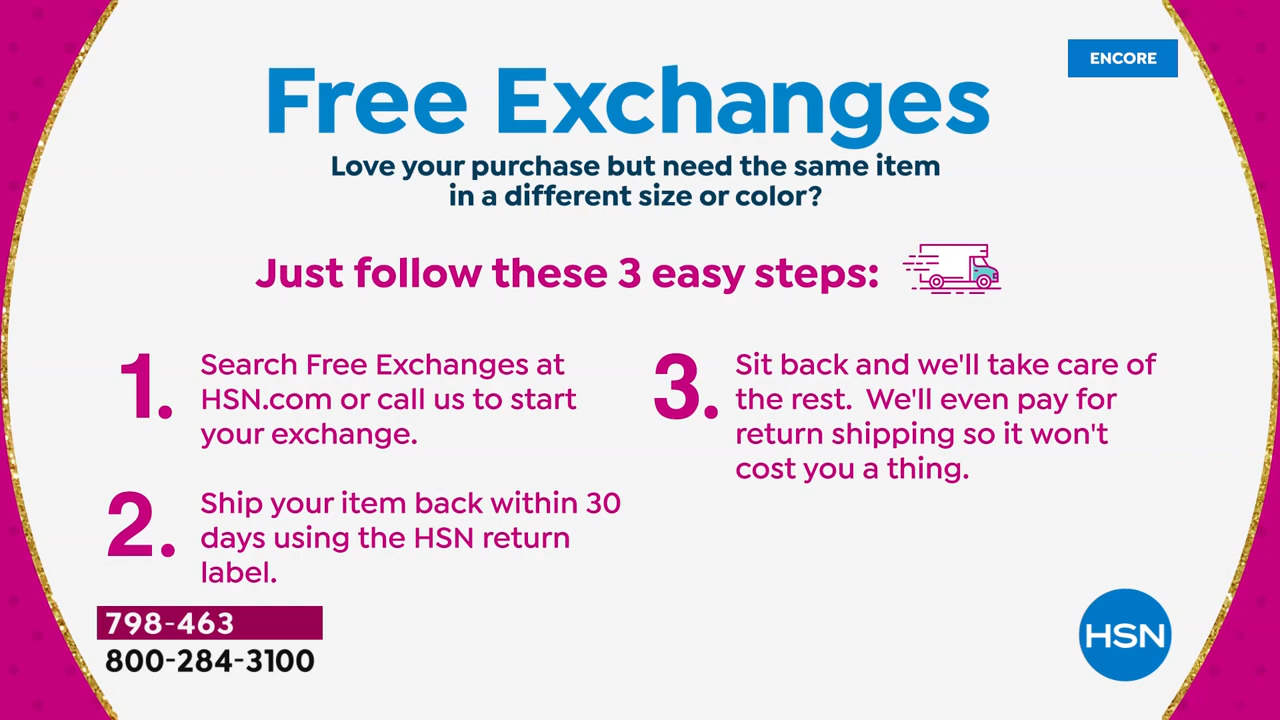 ENCORE
Free Exchanges
Love your purchase but need the same item
in a different size or color?
Just follow these 3 easy steps:
1. Search Free Exchanges at
HSN.com or call us to start
your exchange.
2. Ship your item back within 30
days using the HSN return
label.
3. Sit back and we'll take care of
the rest.  We'll even pay for
return shipping so it won't
cost you a thing.
798-463
800-284-3100
HSN